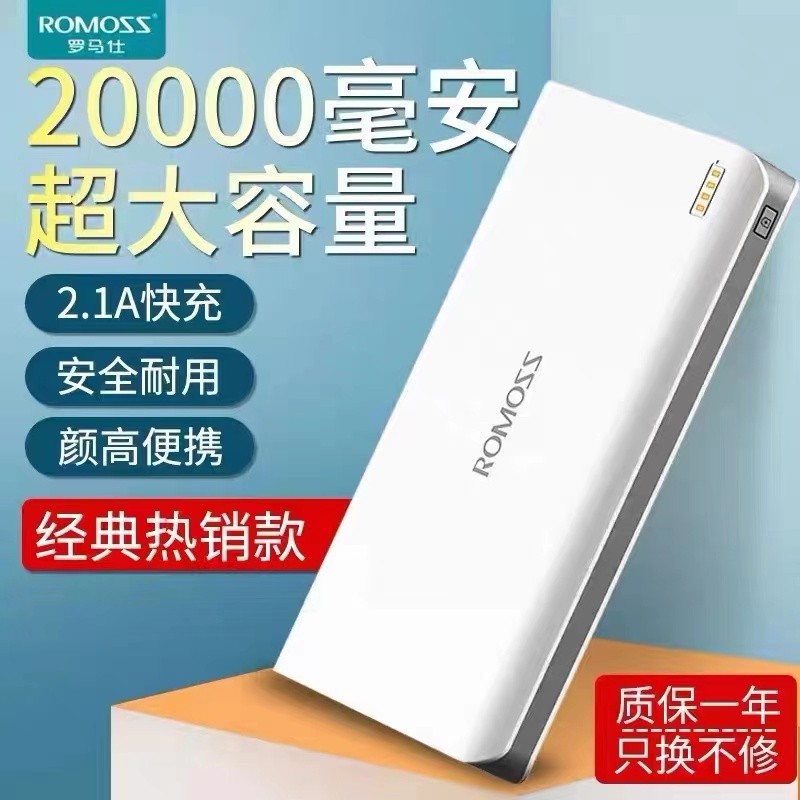 ROMOSS
罗马仕
20000毫安
超大容量
2.1A快充
安全耐用
颜高便携
经典热销款
ROMOSS
质保一年
只换不修